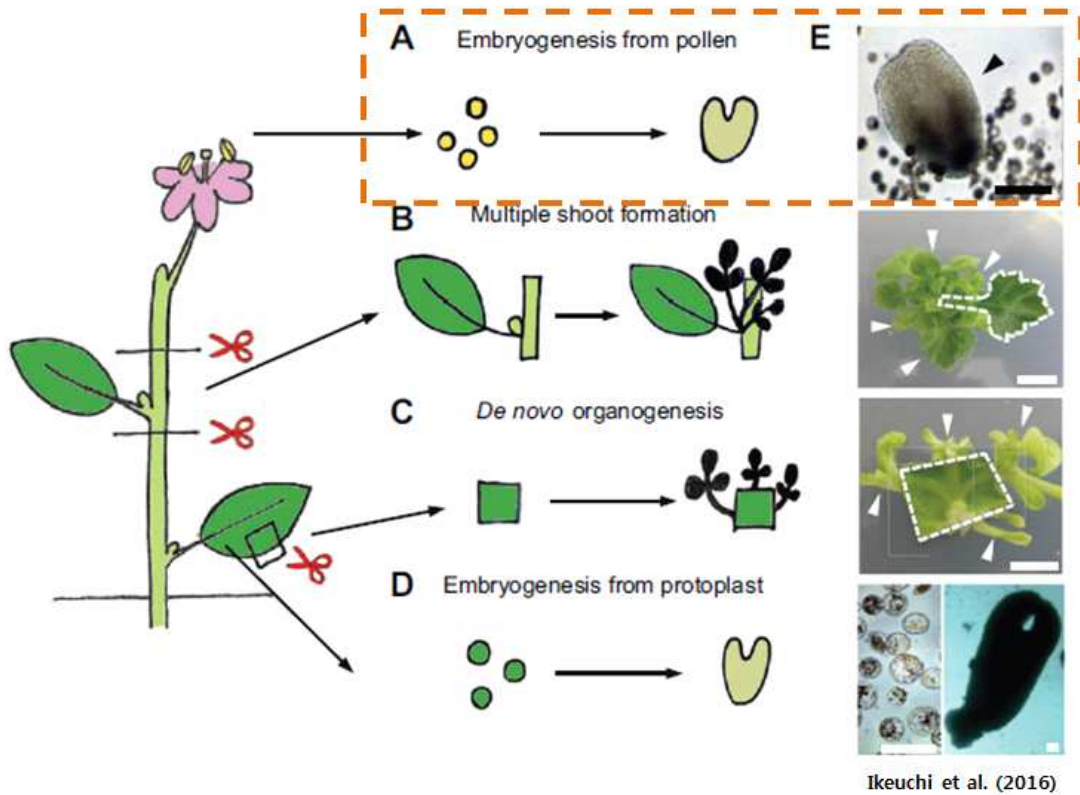 A Embryogenesis from pollen E
B Multiple shoot formation
C De novo organogenesis
D Embryogenesis from protoplast
Ikeuchi et al. (2016)